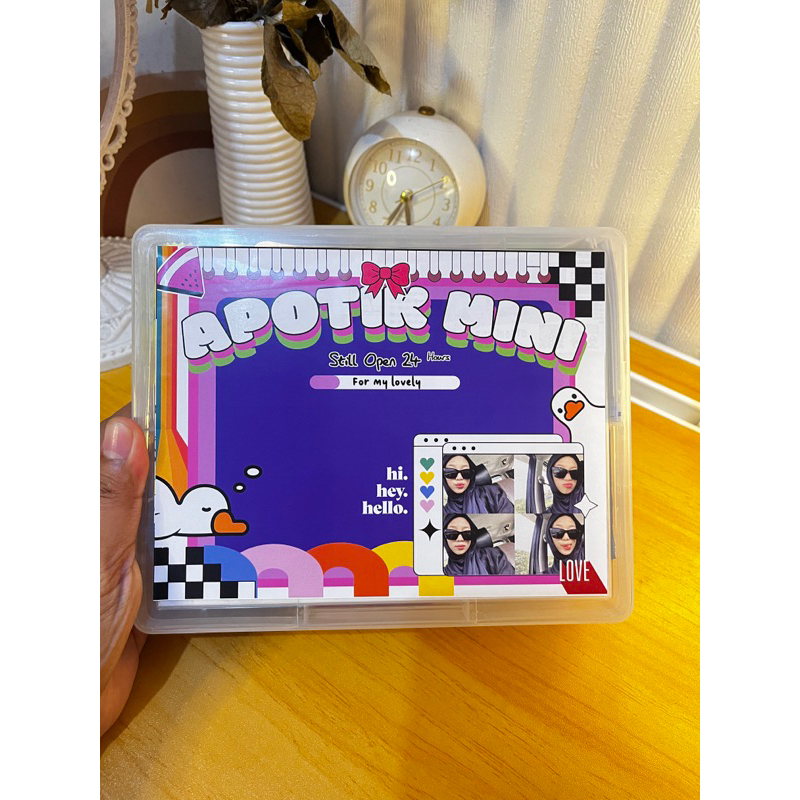 APOTIK MINI
Still Open 24 Hours
For my lovely
hi.
hey.
hello.
LOVE